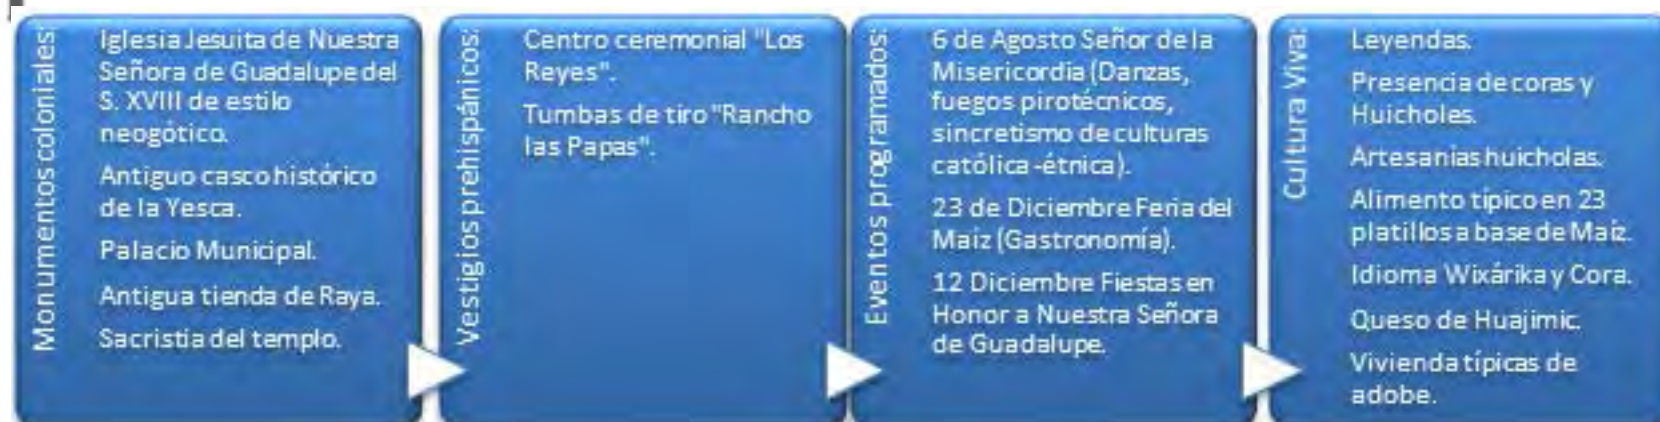 Monumentos coloniales:
Iglesia Jesuita de Nuestra
Señora de Guadalupe del
S. XVIII de estilo
neogótico.
Antiguo casco histórico
de la Yesca.
Palacio Municipal.
Antigua tienda de Raya.
Sacristia del templo.
Vestigios prehispánicos:
Centro ceremonial "Los
Reyes".
Tumbas de tiro "Rancho
las Papas".
Eventos programados:
6 de Agosto Señor de la
Misericordia (Danzas,
fuegos pirotécnicos,
sincretismo de culturas
católica-étnica).
23 de Diciembre Feria del
Maíz (Gastronomía).
12 Diciembre Fiestas en
Honor a Nuestra Señora
de Guadalupe.
Cultura Viva:
Leyendas.
Presencia de coras y
Huicholes.
Artesanias huicholas.
Alimento típico en 23
platillos a base de Maíz.
Idioma Wixárika y Cora.
Queso de Huajimic.
Vivienda típicas de
adobe.